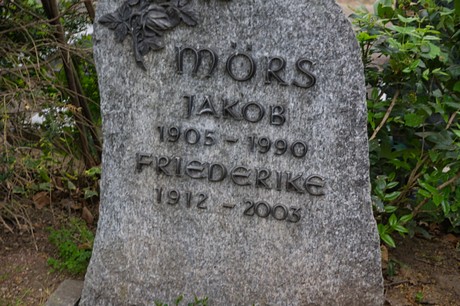 MÖRS
JAKOB
1905-1990
FRIEDERIKE
1912-2003